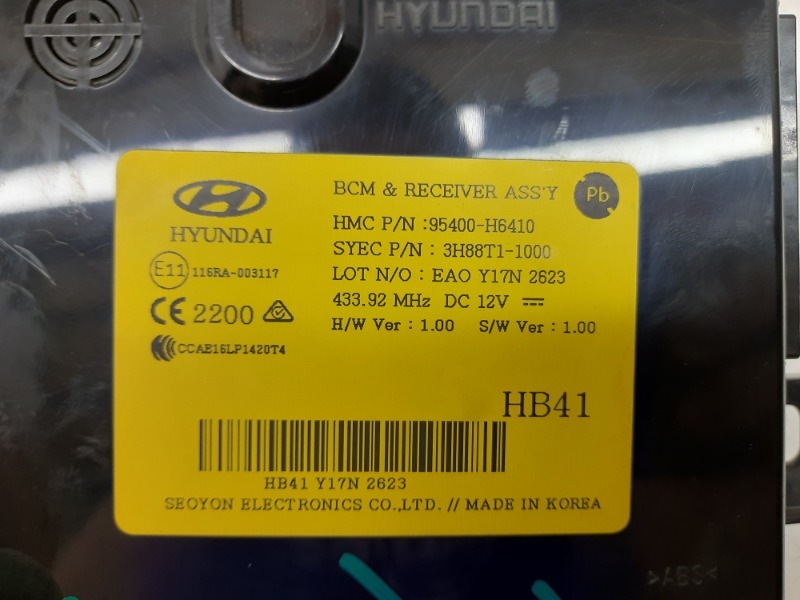 HYUNDAI
HYUNDAI
BCM & RECEIVER ASS'Y
Pb
HMC P/N :95400-H6410
SYEC P/N : 3H88T1-1000
LOT N/O : EAO Y17N 2623
433.92 MHz DC 12V
H/W Ver : 1.00 S/W Ver : 1.00
E11 116RA-003117
CE 2200
CCAE16LP1420T4
HB41
HB41 Y17N 2623
SEOYON ELECTRONICS CO.,LTD. // MADE IN KOREA
>ABS<